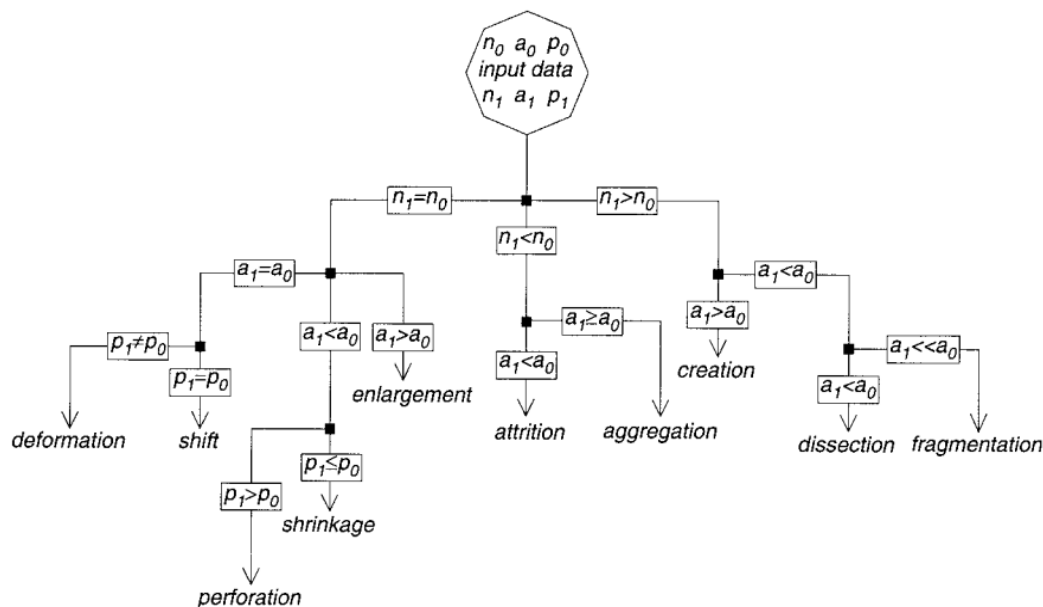 n₀ a₀ p₀
input data
n₁ a₁ p₁
n₁=n₀
n₁>n₀
n₁<n₀
a₁=a₀
a₁<a₀
a₁<a₀
a₁>a₀
a₁>a₀
a₁≥a₀
p₁≠p₀
a₁<<a₀
p₁=p₀
a₁<a₀
creation
a₁<a₀
enlargement
deformation
shift
attrition
aggregation
dissection
fragmentation
p₁≤p₀
p₁>p₀
shrinkage
perforation